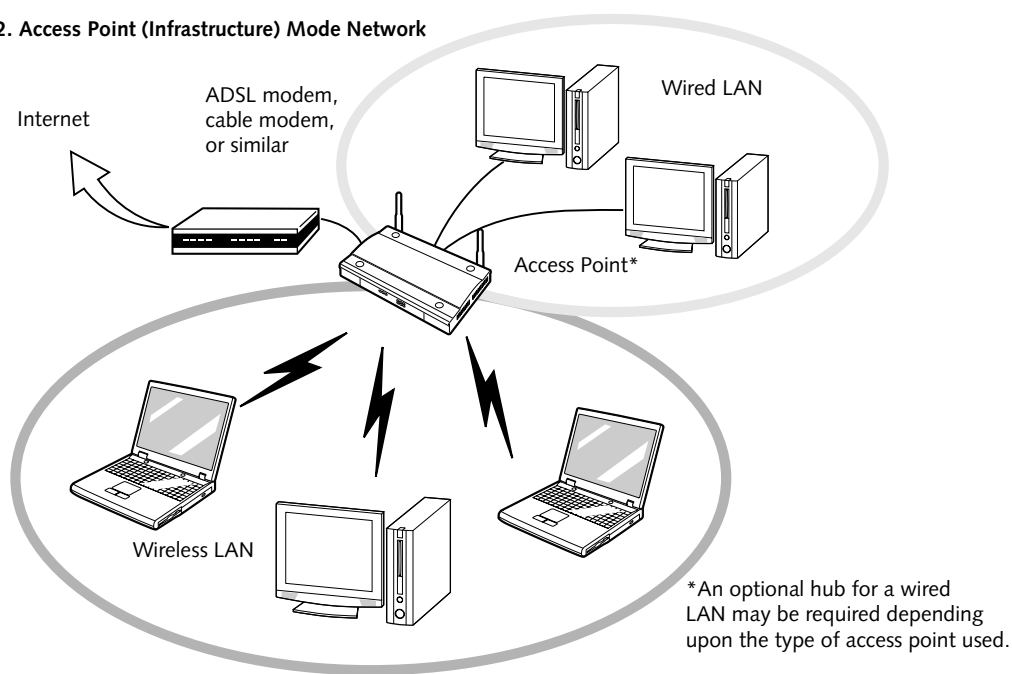 2. Access Point (Infrastructure) Mode Network
Internet
ADSL modem,
cable modem,
or similar
Wired LAN
Access Point*
Wireless LAN
*An optional hub for a wired
LAN may be required depending
upon the type of access point used.